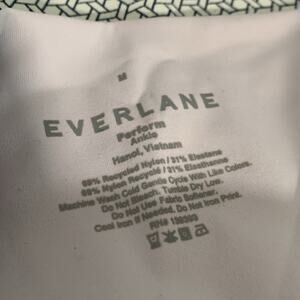 M
EVERLANE
Perform
Ankle
Hanoi, Vietnam
69% Recycled Nylon / 31% Elastane
69% Nylon Recyclé / 31% Élasthanne
Machine Wash Cold Gentle Cycle With Like Colors.
Do Not Bleach. Tumble Dry Low.
Do Not Use Fabric Softener.
Cool Iron if Needed. Do Not Iron Print.